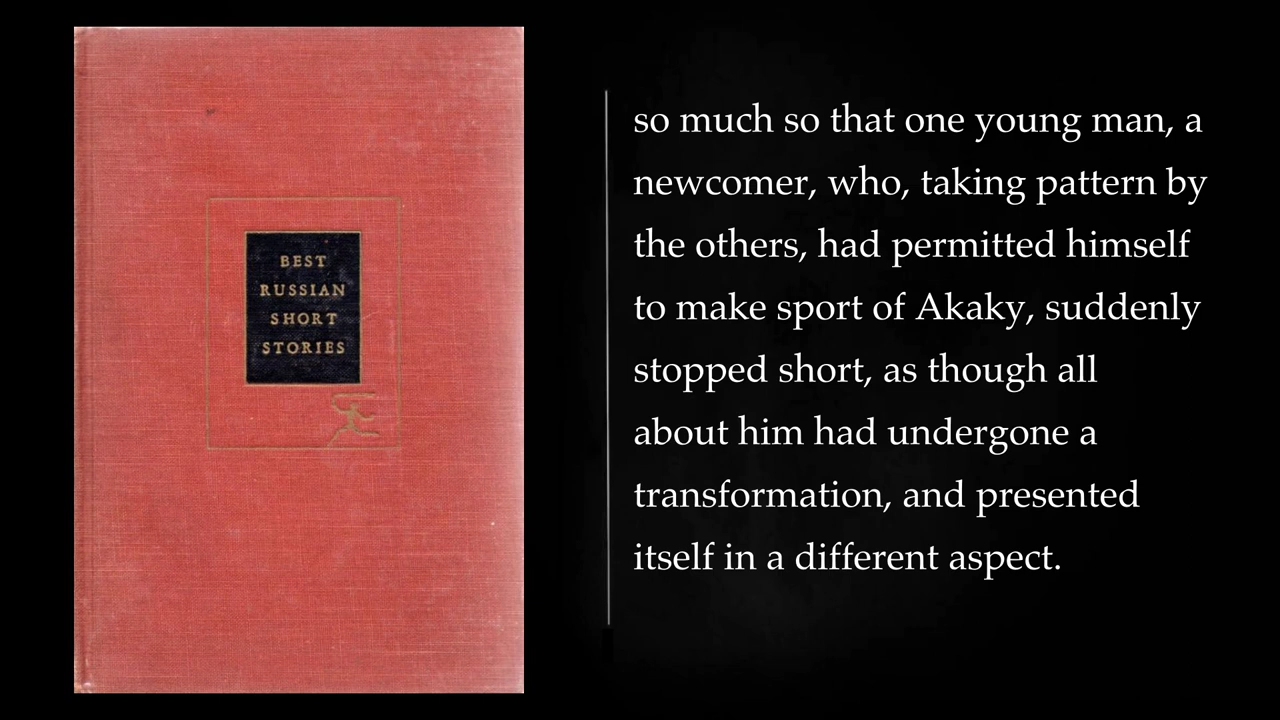 BEST
RUSSIAN
SHORT
STORIES
so much so that one young man, a
newcomer, who, taking pattern by
the others, had permitted himself
to make sport of Akaky, suddenly
stopped short, as though all
about him had undergone a
transformation, and presented
itself in a different aspect.